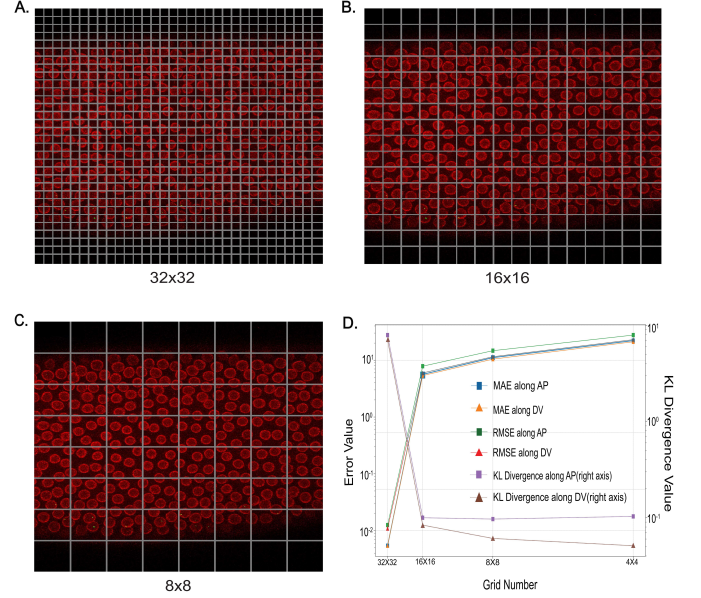 A.
B.
32x32
16x16
C.
D.
8x8
Error Value
10¹
10⁰
10⁻¹
10⁻²
MAE along AP
MAE along DV
RMSE along AP
RMSE along DV
KL Divergence along AP(right axis)
KL Divergence along DV(right axis)
10¹
10⁰
10⁻¹
KL Divergence Value
32X32
16X16
8X8
4X4
Grid Number